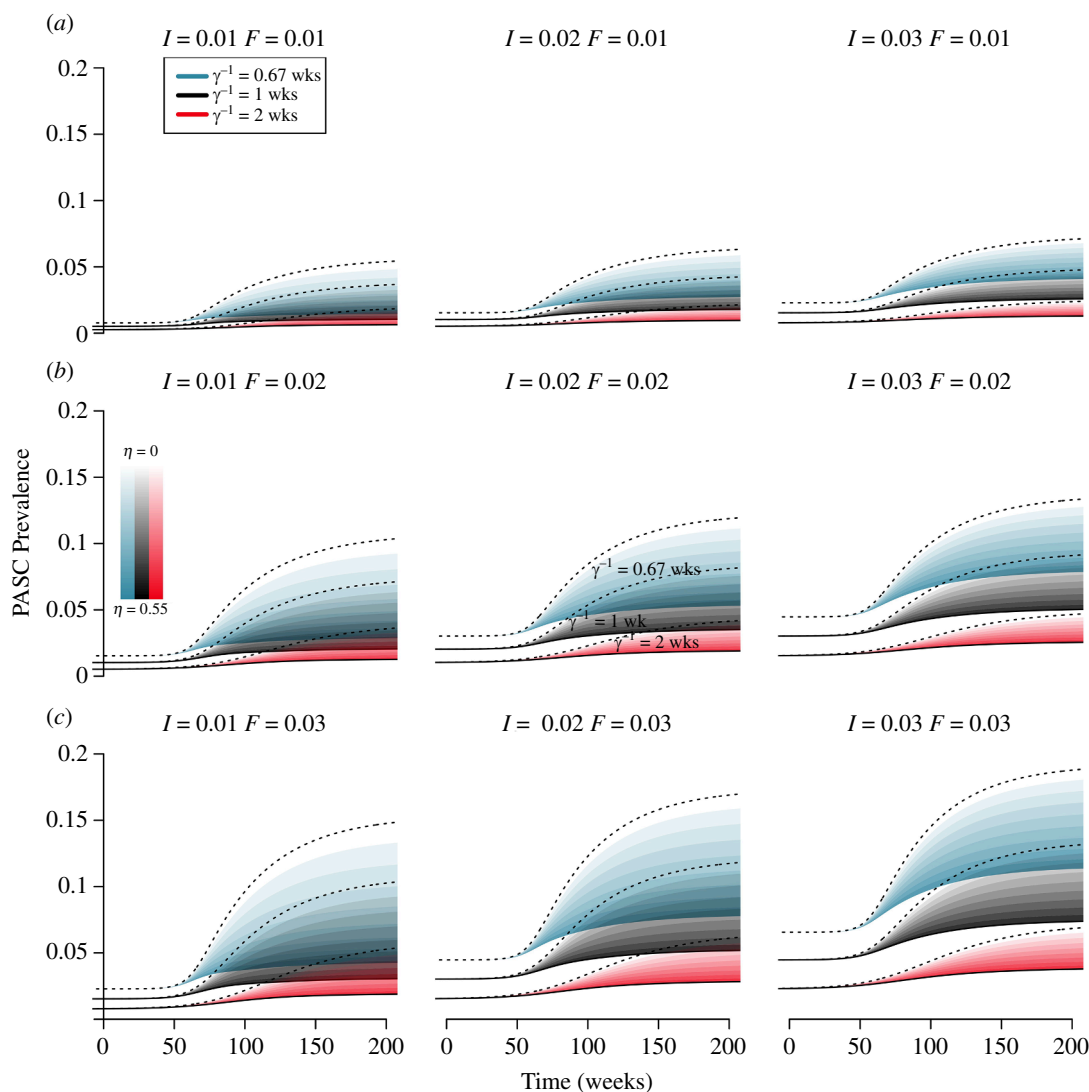 (a)
I = 0.01 F = 0.01
I = 0.02 F = 0.01
I = 0.03 F = 0.01
0.2
γ⁻¹ = 0.67 wks
γ⁻¹ = 1 wks
γ⁻¹ = 2 wks
0.15
0.1
0.05
0
(b)
I = 0.01 F = 0.02
I = 0.02 F = 0.02
I = 0.03 F = 0.02
0.2
η = 0
0.15
0.1
γ⁻¹ = 0.67 wks
0.05
η = 0.55
γ⁻¹ = 1 wk
γ⁻¹ = 2 wks
0
PASC Prevalence
(c)
I = 0.01 F = 0.03
I = 0.02 F = 0.03
I = 0.03 F = 0.03
0.2
0.15
0.1
0.05
0 50 100 150 200
0 50 100 150 200
0 50 100 150 200
Time (weeks)